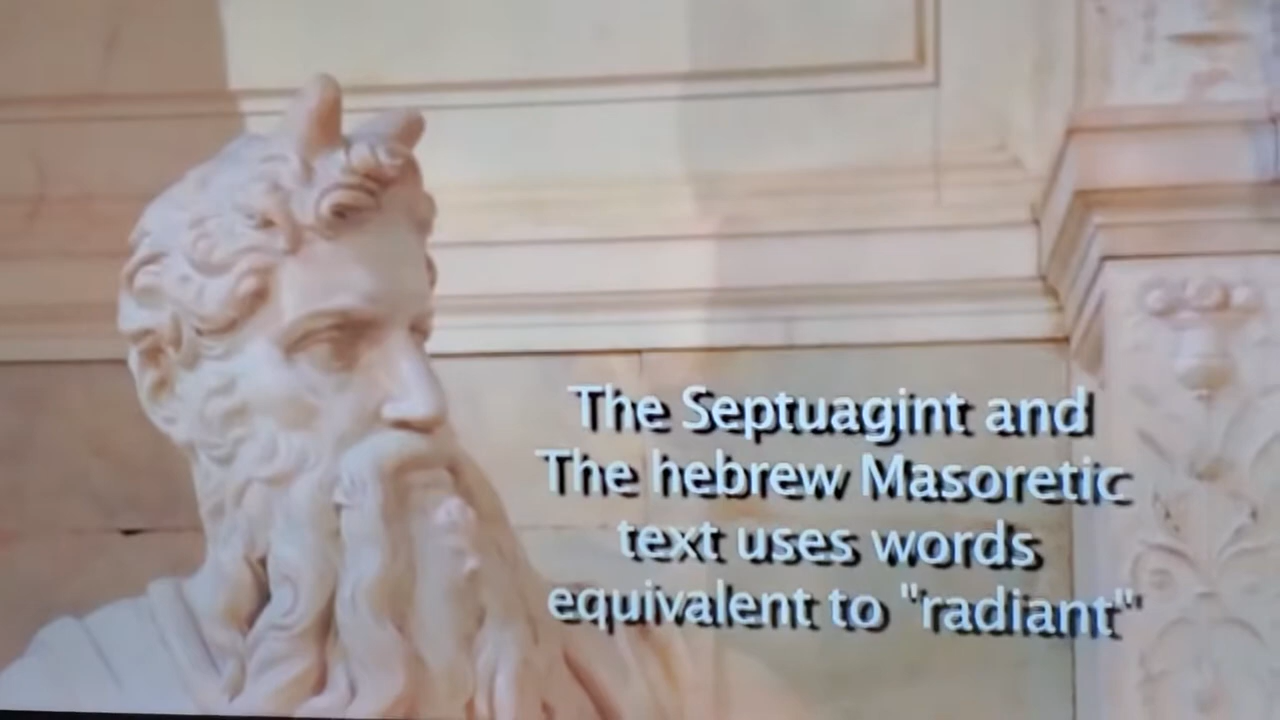 The Septuagint and
The hebrew Masoretic
text uses words
equivalent to "radiant"